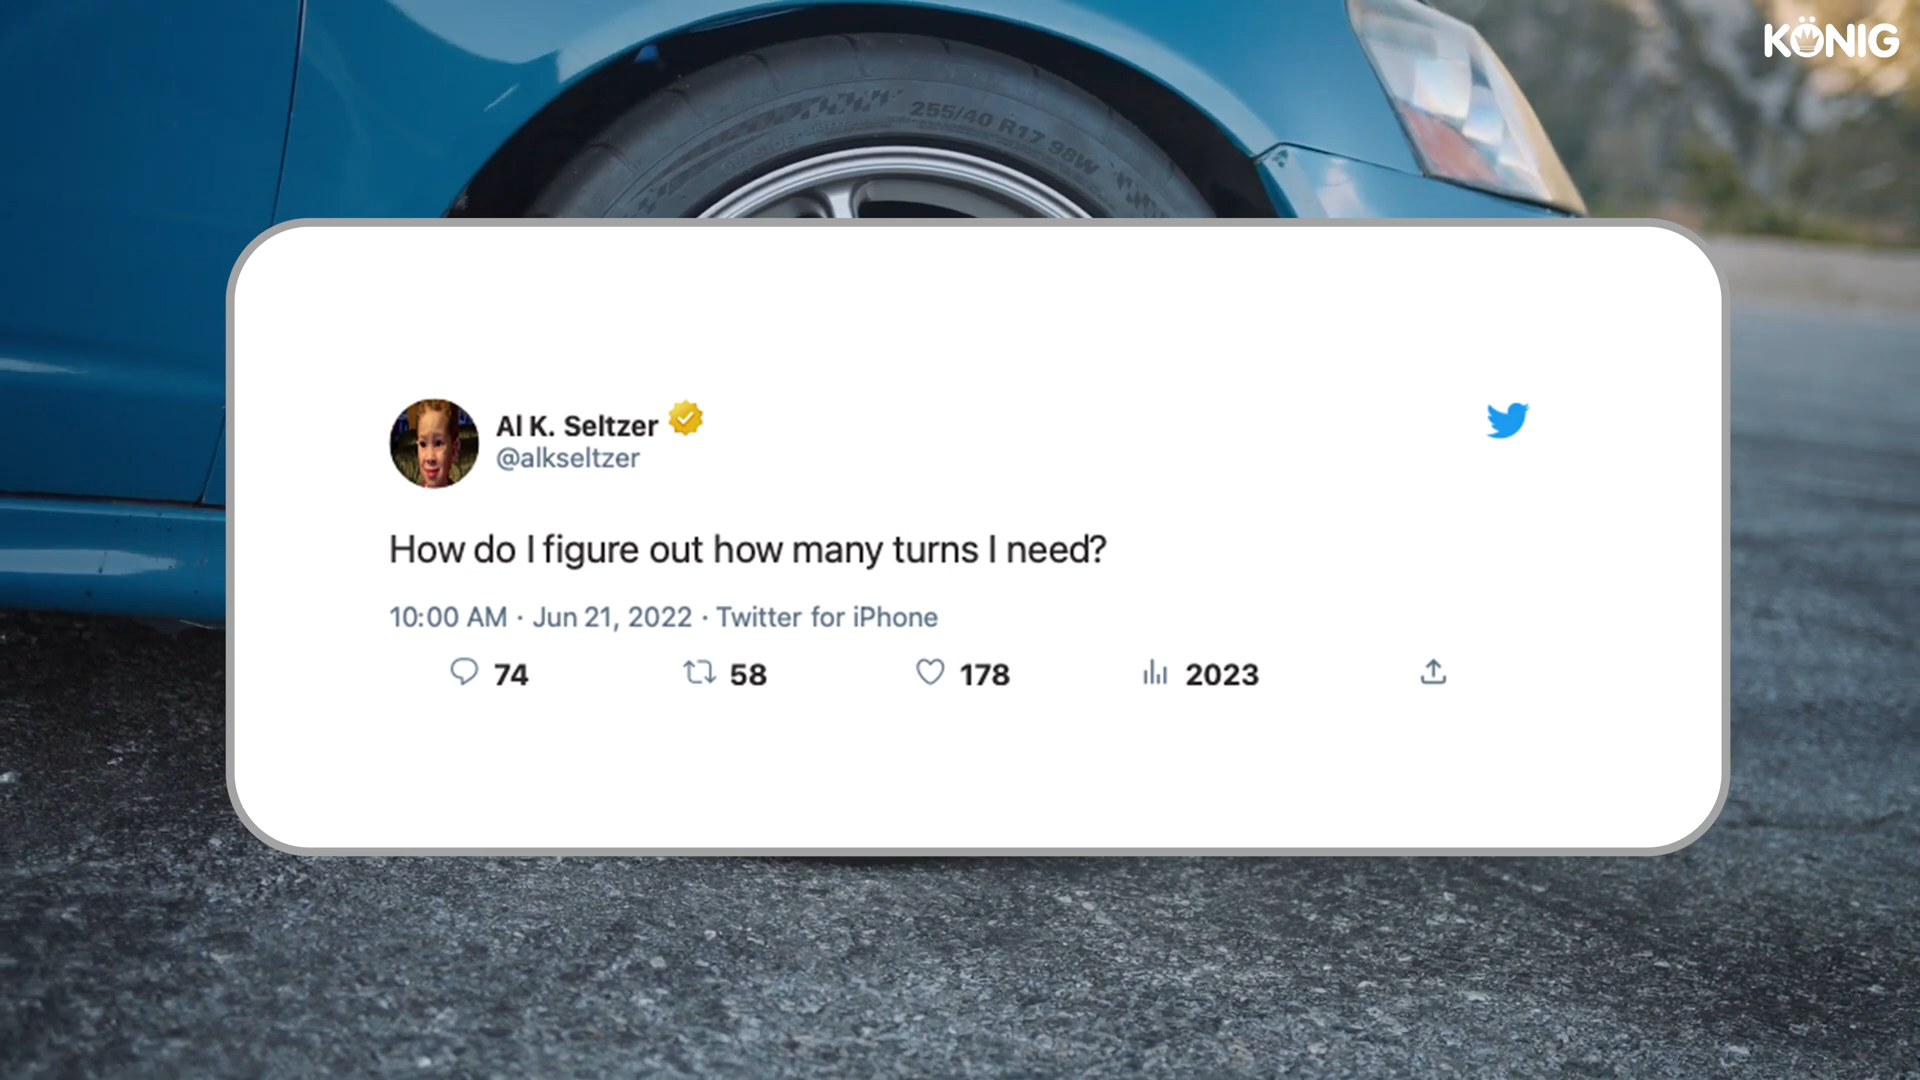 KÖNIG
255/40 R17 98W
Al K. Seltzer
@alkseltzer
How do I figure out how many turns I need?
10:00 AM · Jun 21, 2022 · Twitter for iPhone
74 58 178 2023